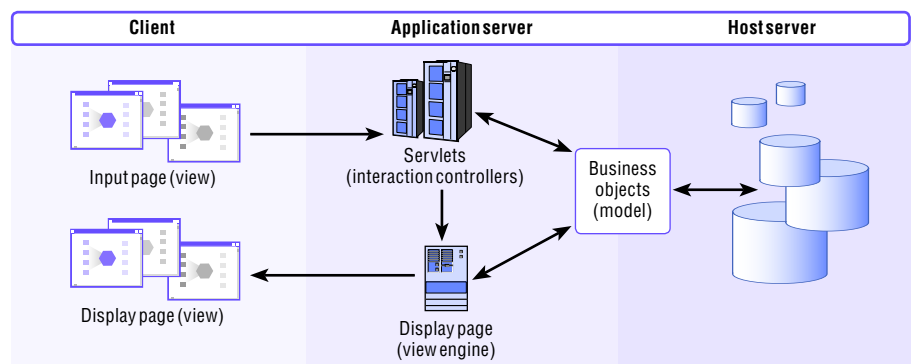 Client
Application server
Host server
Input page (view)
Servlets
(interaction controllers)
Business
objects
(model)
Display page (view)
Display page
(view engine)